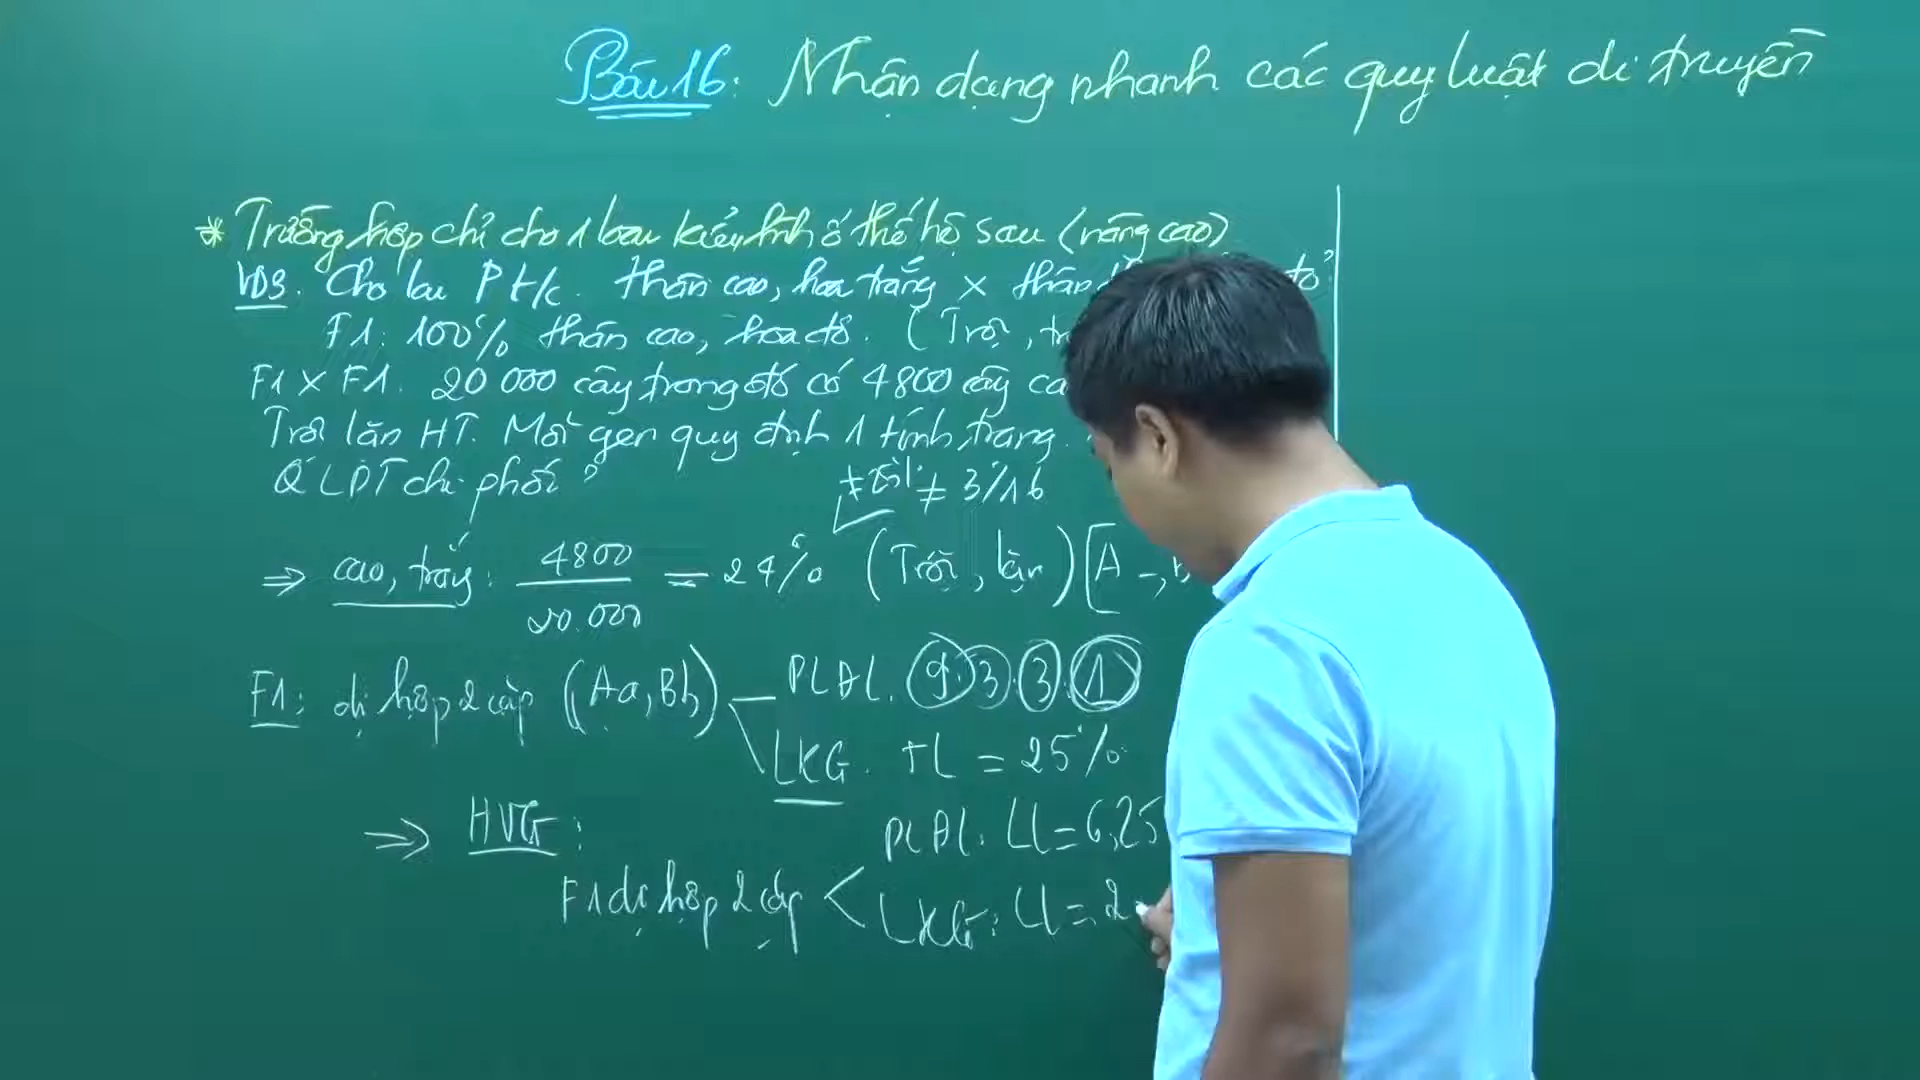 Bài 16: Nhận dạng nhanh các quy luật di truyền
* Trường hợp chỉ cho 1 loại kiểu hình ở thế hệ sau (nâng cao)
VD3. Cho lai P t/c. thân cao, hoa trắng × thân đỏ
F1: 100% thân cao, hoa đỏ. (Trội,
F1 × F1. 20 000 cây trong đó có 4800 cây
Trội lặn HT. Mỗi gen quy định 1 tính trạng.
QLDT chi phối?
≠ 3/16
⇒ cao, trắng: 4800 / 20.000 = 24% (Trội, lặn) [A-,
F1: dị hợp 2 cặp (Aa, Bb) PLĐL. 9:3:3:1
LKG. TL = 25%
⇒ HVG:
PLĐL: LL = 6,25
F1 dị hợp 2 cặp < LKG: LL = 2